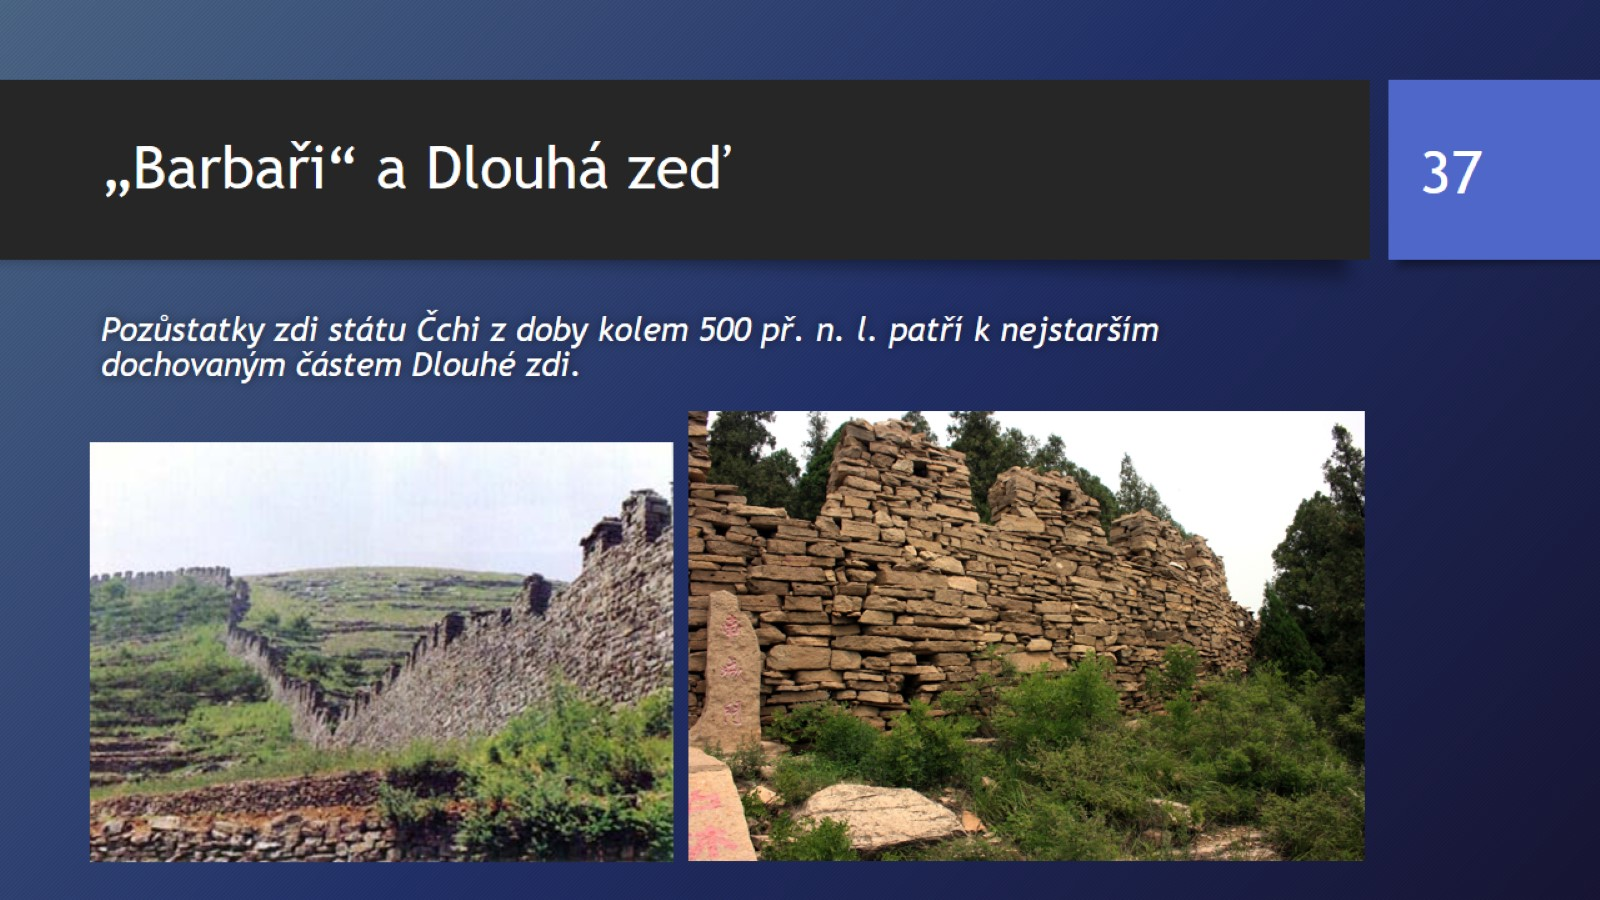 „Barbaři“ a Dlouhá zeď
37
Pozůstatky zdi státu Čchi z doby kolem 500 př. n. l. patří k nejstarším
dochovaným částem Dlouhé zdi.